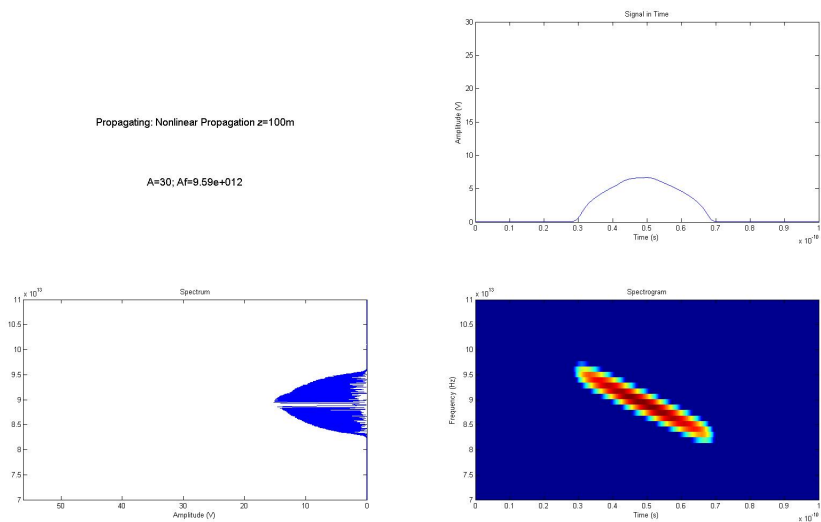 Signal in Time
30
25
20
15
10
5
0
Amplitude (V)
0 0.1 0.2 0.3 0.4 0.5 0.6 0.7 0.8 0.9 1
Time (s)
x 10^-10
Propagating: Nonlinear Propagation z=100m
A=30; Af=9.59e+012
Spectrum
x 10^13
11
10.5
10
9.5
9
8.5
8
7.5
7
50 40 30 20 10 0
Amplitude (V)
Spectrogram
x 10^13
11
10.5
10
9.5
9
8.5
8
7.5
7
Frequency (Hz)
0 0.1 0.2 0.3 0.4 0.5 0.6 0.7 0.8 0.9 1
Time (s)
x 10^-10